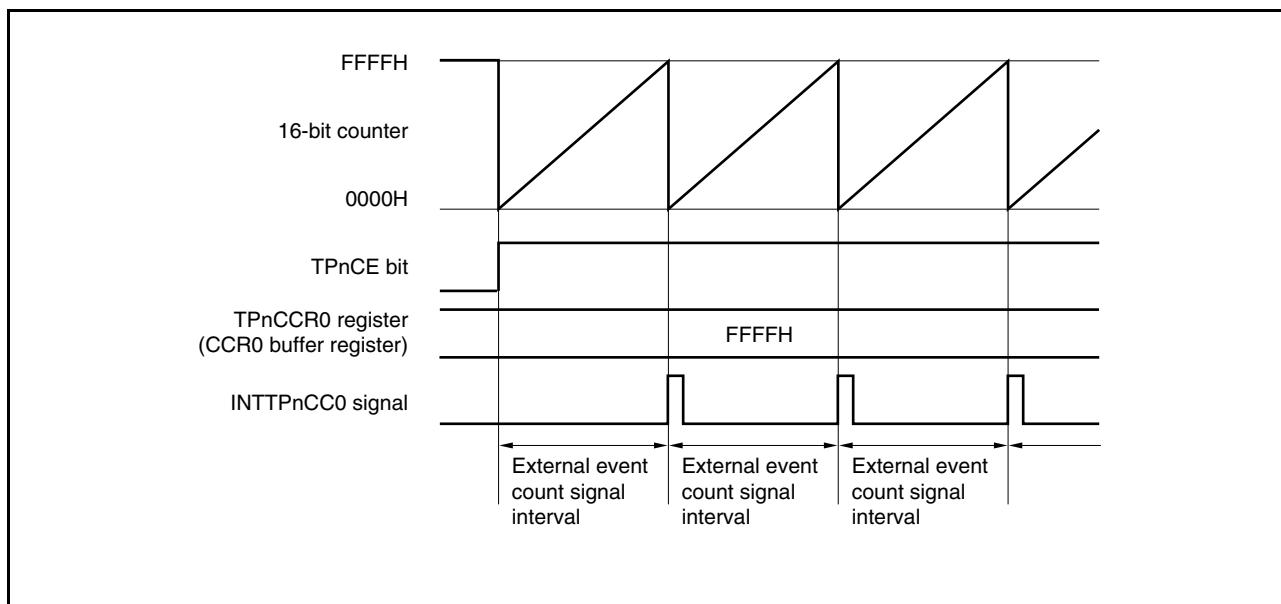 FFFFH
16-bit counter
0000H
TPnCE bit
TPnCCR0 register
(CCR0 buffer register)
FFFFH
INTTPnCC0 signal
External event
count signal
interval
External event
count signal
interval
External event
count signal
interval